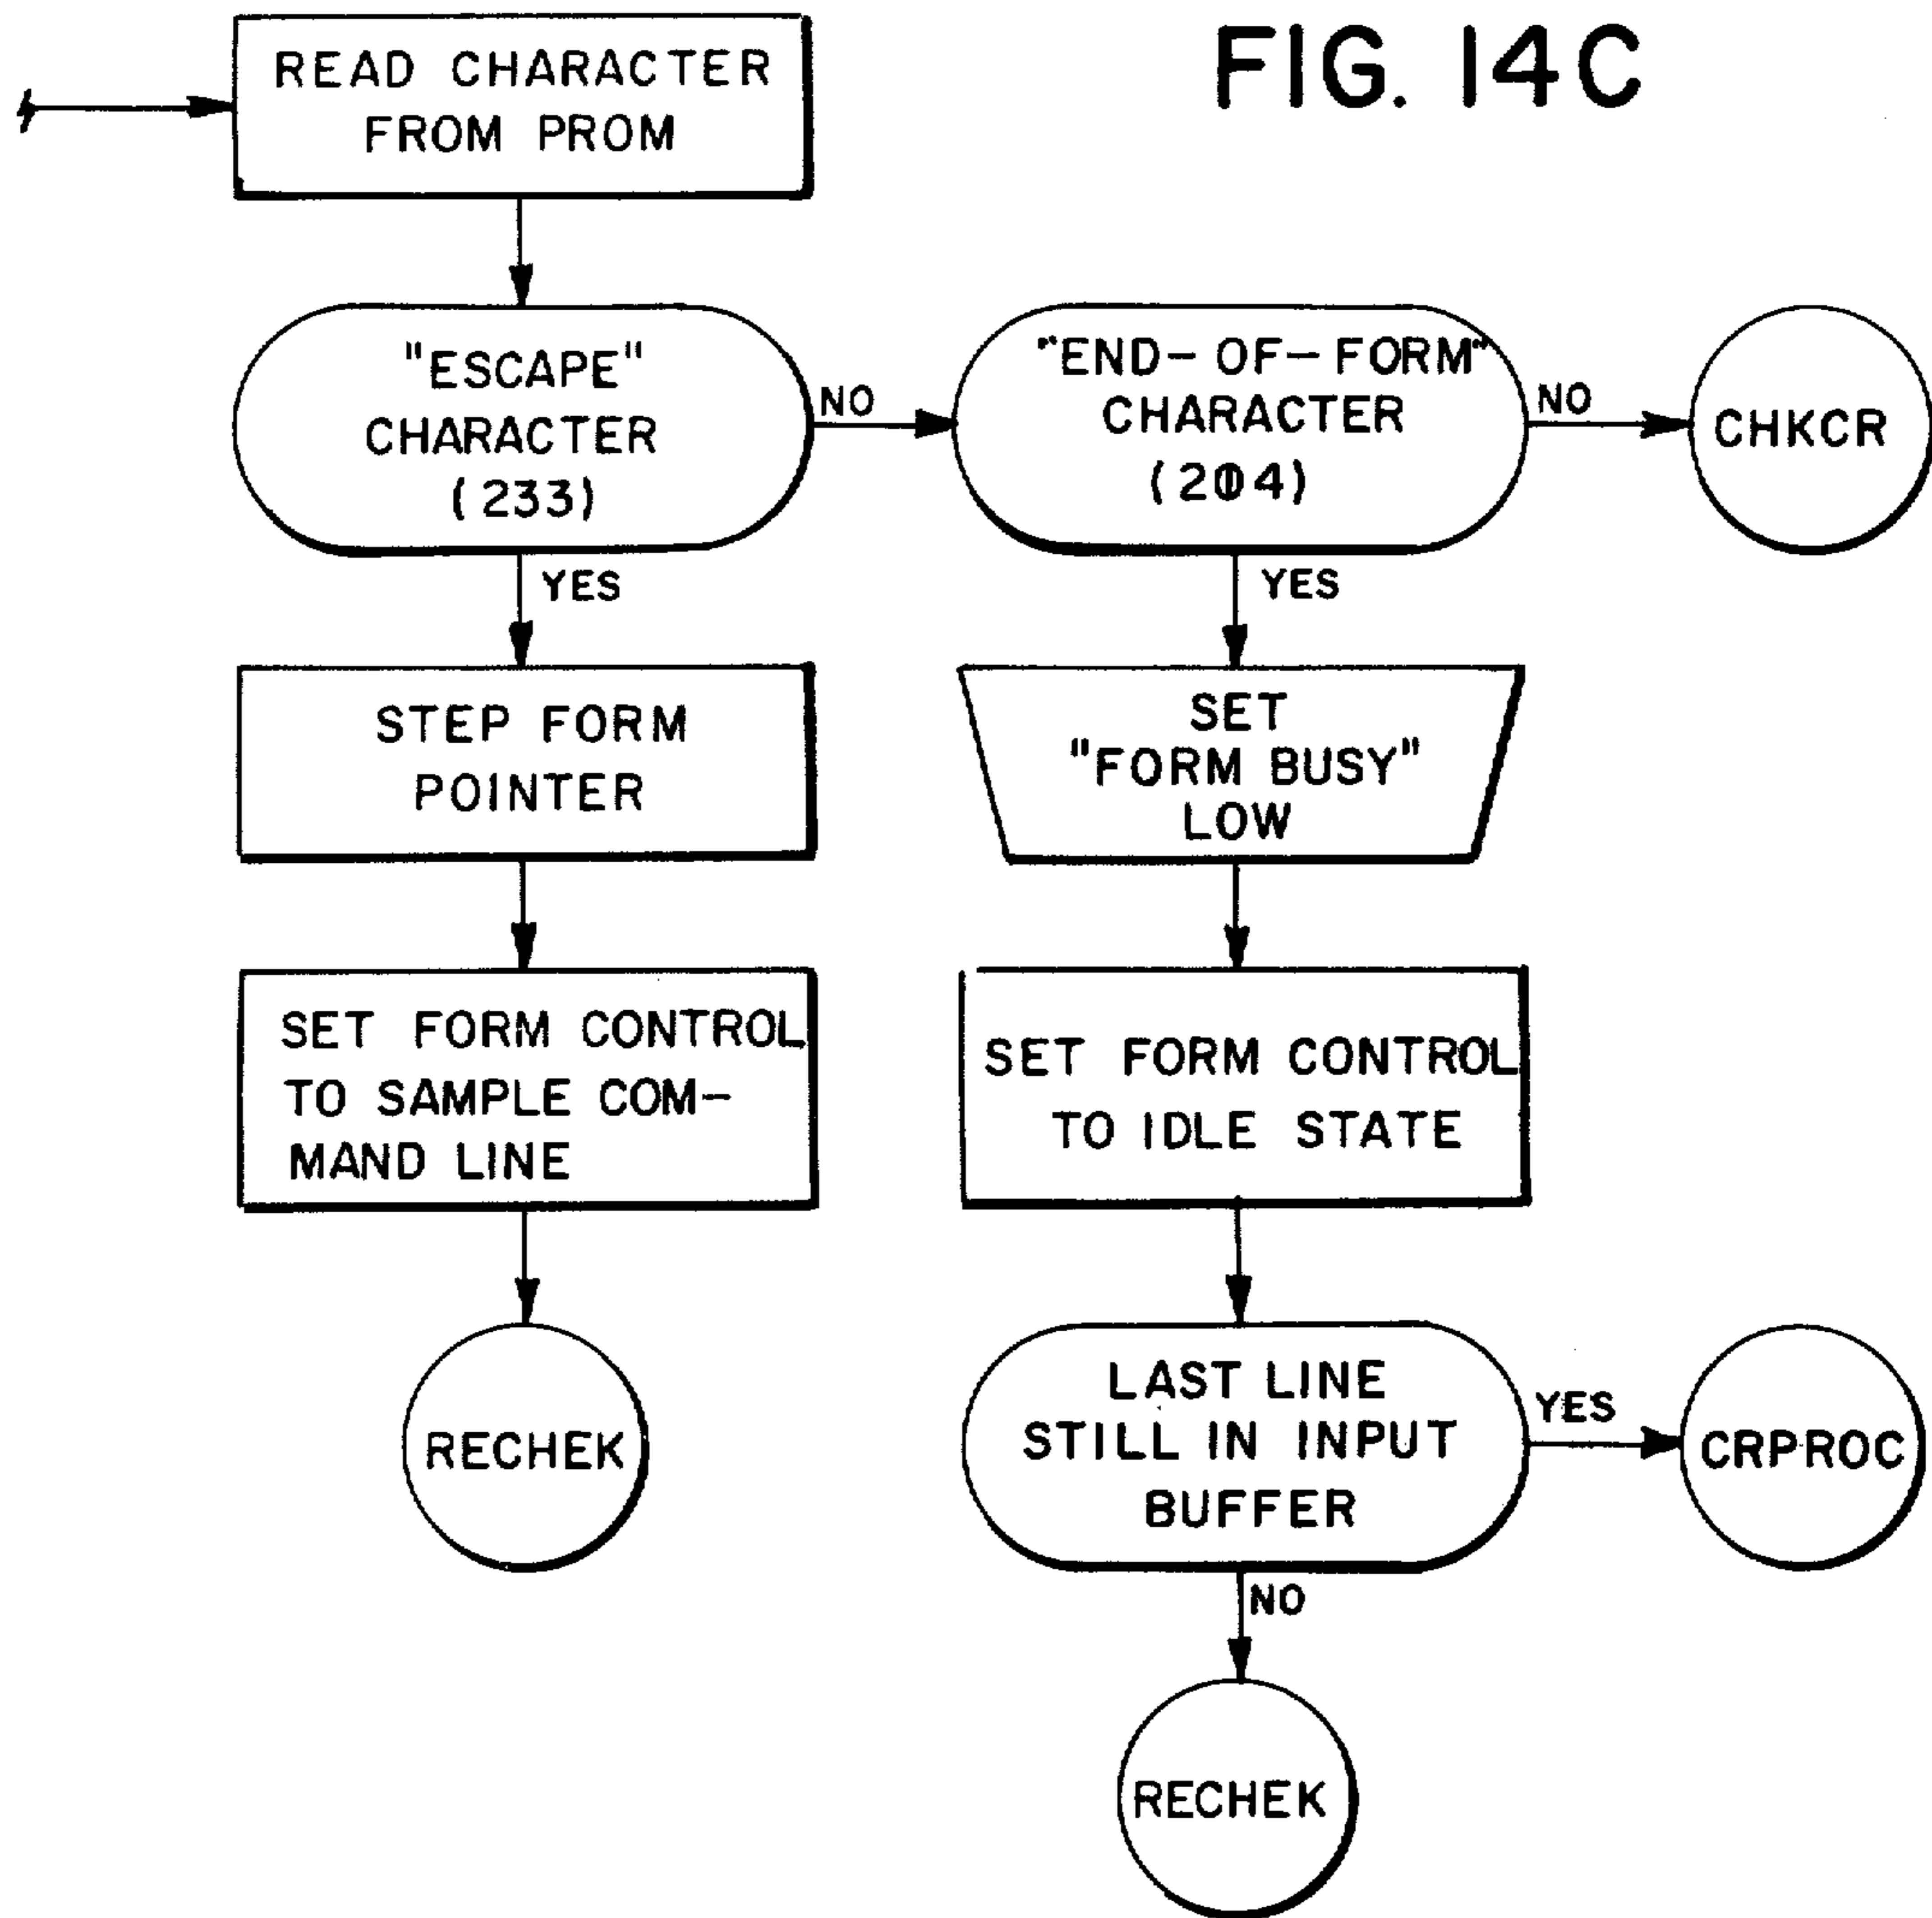 FIG. 14C
READ CHARACTER
FROM PROM
"ESCAPE"
CHARACTER
(233)
NO
"END-OF-FORM"
CHARACTER
(204)
NO
CHKCR
YES
YES
STEP FORM
POINTER
SET
"FORM BUSY"
LOW
SET FORM CONTROL
TO SAMPLE COM-
MAND LINE
SET FORM CONTROL
TO IDLE STATE
RECHEK
LAST LINE
STILL IN INPUT
BUFFER
YES
CRPROC
NO
RECHEK